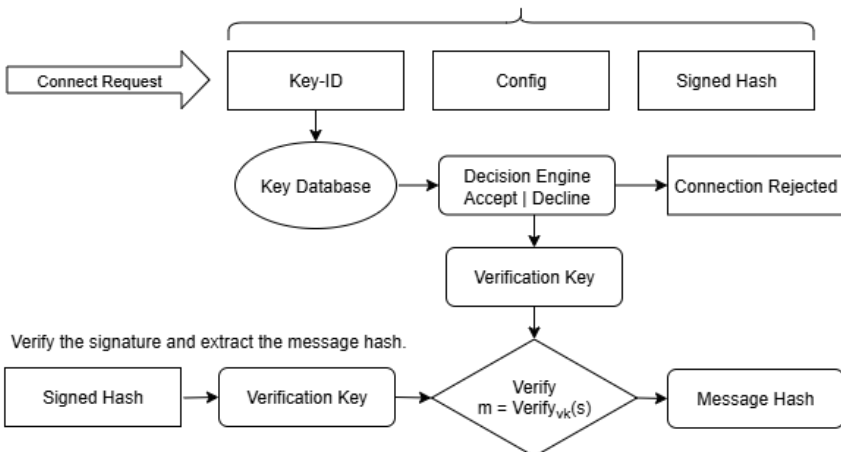 Connect Request
Key-ID
Config
Signed Hash
Key Database
Decision Engine
Accept | Decline
Connection Rejected
Verification Key
Verify the signature and extract the message hash.
Signed Hash
Verification Key
Verify
m = Verifyvk(s)
Message Hash